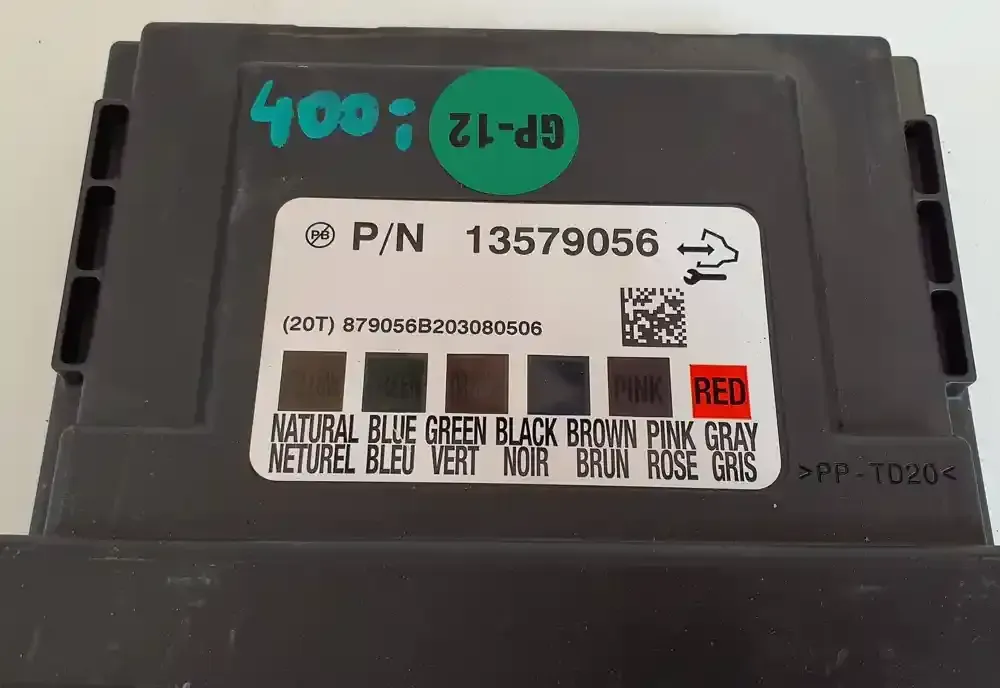 400:
GP-12
PB P/N 13579056
(20T) 879056B203080506
PINK RED
NATURAL BLUE GREEN BLACK BROWN PINK GRAY
NETUREL BLEU VERT NOIR BRUN ROSE GRIS
>PP-TD20<